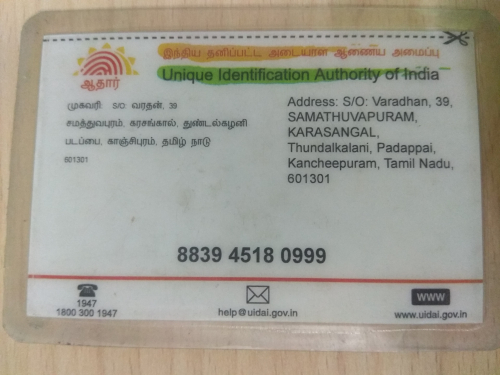 இந்திய தனிப்பட்ட அடையாள ஆணைய அமைப்பு
Unique Identification Authority of India
ஆதார்
முகவரி S/O: வரதன், 39
சமத்துவபுரம், கரசங்கால், துண்டல்கழனி
படப்பை, காஞ்சிபுரம், தமிழ் நாடு
601301
Address: S/O: Varadhan, 39,
SAMATHUVAPURAM,
KARASANGAL,
Thundalkalani, Padappai,
Kancheepuram, Tamil Nadu,
601301
8839 4518 0999
1947
1800 300 1947
help@uidai.gov.in
WWW
www.uidai.gov.in